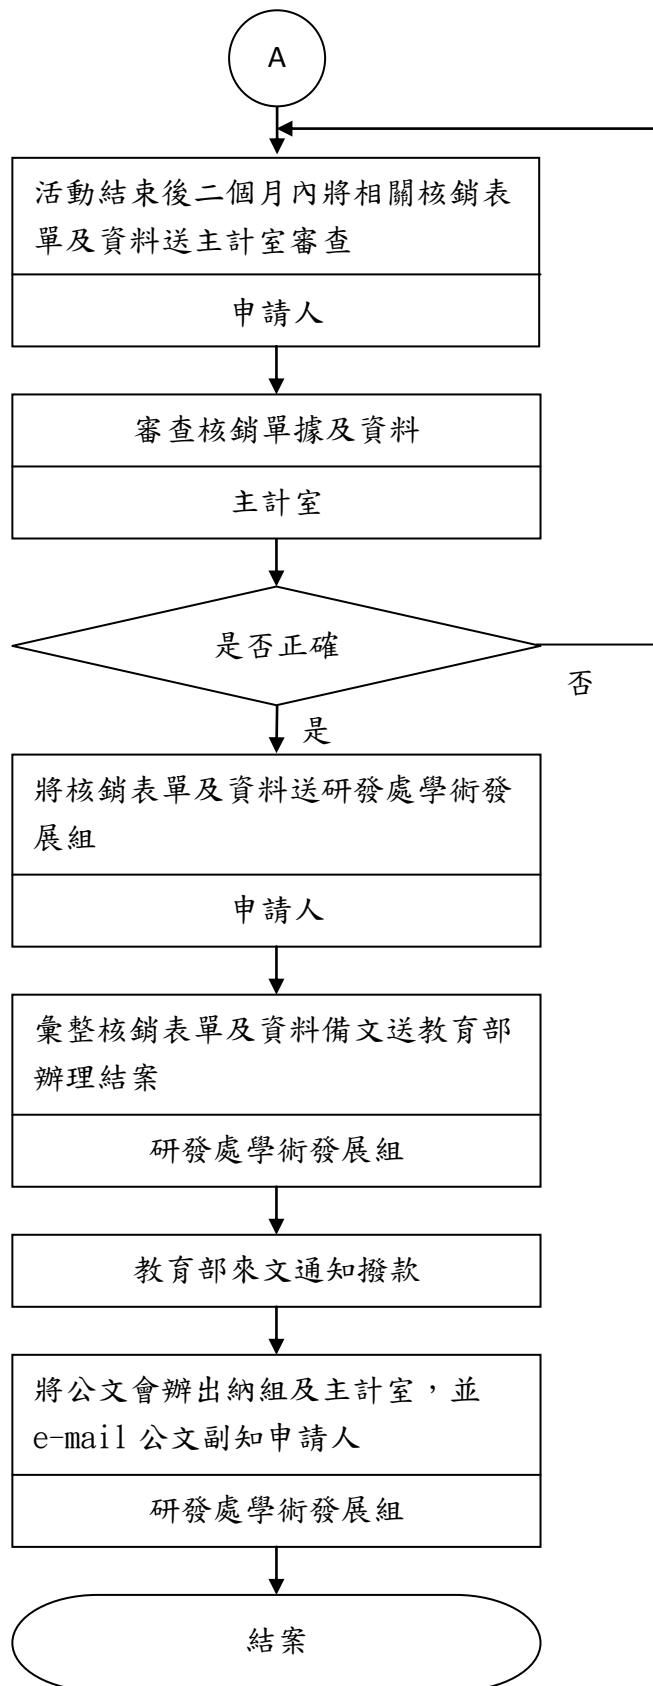 A
活動結束後二個月內將相關核銷表
單及資料送主計室審查
申請人
審查核銷單據及資料
主計室
是否正確
否
是
將核銷表單及資料送研發處學術發
展組
申請人
彙整核銷表單及資料備文送教育部
辦理結案
研發處學術發展組
教育部來文通知撥款
將公文會辦出納組及主計室，並
e-mail 公文副知申請人
研發處學術發展組
結案